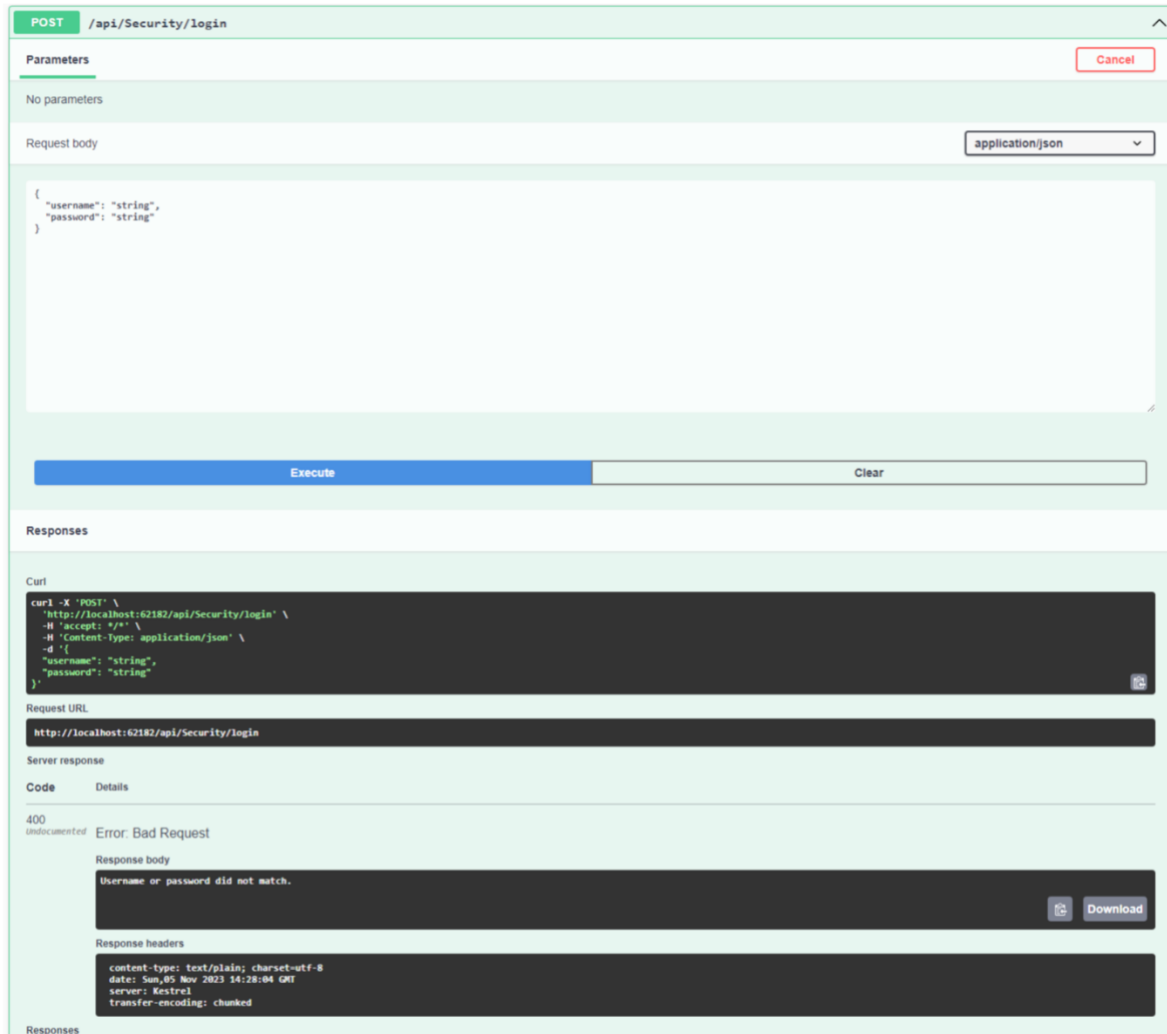 POST /api/Security/login
Parameters
Cancel
No parameters
Request body
application/json
{
  "username": "string",
  "password": "string"
}
Execute
Clear
Responses
Curl
curl -X 'POST' \
  'http://localhost:62182/api/Security/login' \
  -H 'accept: */*' \
  -H 'Content-Type: application/json' \
  -d '{
  "username": "string",
  "password": "string"
}'
Request URL
http://localhost:62182/api/Security/login
Server response
Code Details
400
Undocumented
Error: Bad Request
Response body
Username or password did not match.
Download
Response headers
content-type: text/plain; charset=utf-8
date: Sun,05 Nov 2023 14:28:04 GMT
server: Kestrel
transfer-encoding: chunked
Responses